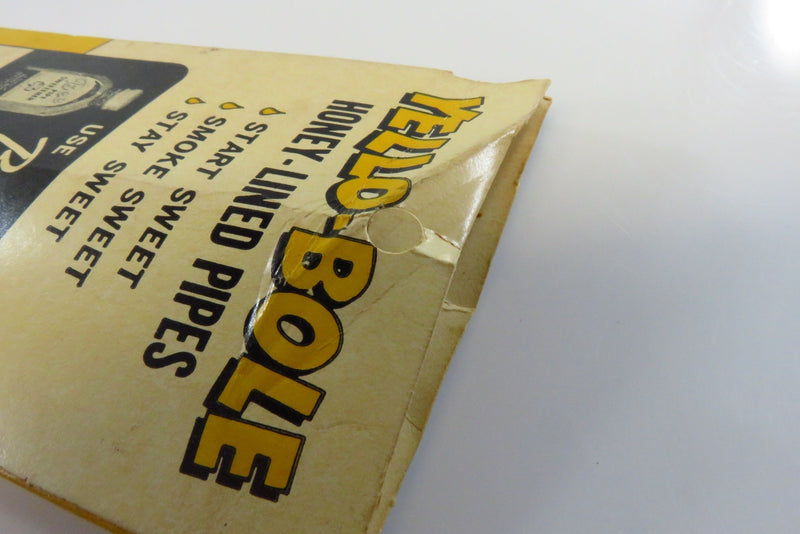 YELLO-BOLE
HONEY-LINED PIPES
START SWEET
SMOKE SWEET
STAY SWEET
USE